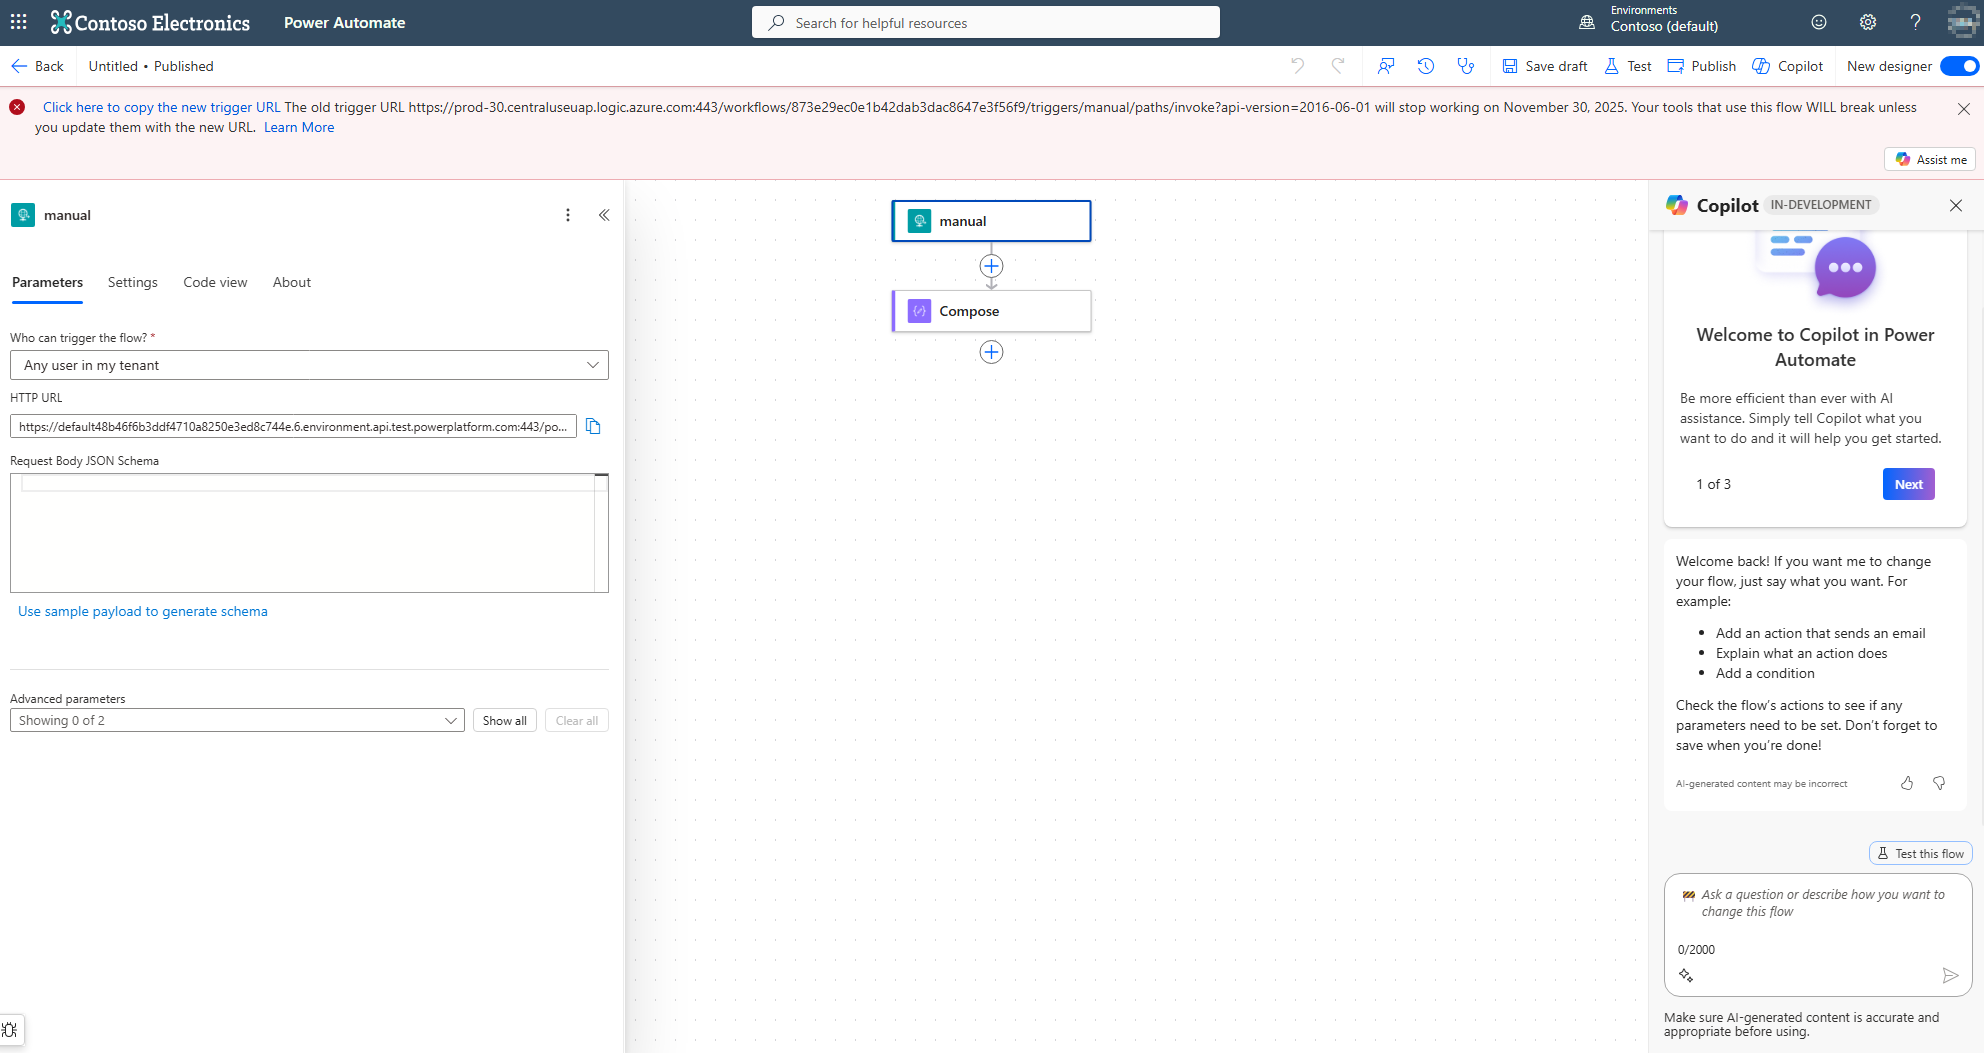 Contoso Electronics
Power Automate
Search for helpful resources
Environments
Contoso (default)
Back
Untitled • Published
Save draft
Test
Publish
Copilot
New designer
Click here to copy the new trigger URL The old trigger URL https://prod-30.centraluseuap.logic.azure.com:443/workflows/873e29ec0e1b42dab3dac8647e3f56f9/triggers/manual/paths/invoke?api-version=2016-06-01 will stop working on November 30, 2025. Your tools that use this flow WILL break unless
you update them with the new URL. Learn More
Assist me
manual
Parameters
Settings
Code view
About
Who can trigger the flow? *
Any user in my tenant
HTTP URL
https://default48b46f6b3ddf4710a8250e3ed8c744e.6.environment.api.test.powerplatform.com:443/po...
Request Body JSON Schema
Use sample payload to generate schema
Advanced parameters
Showing 0 of 2
Show all
Clear all
manual
Compose
Copilot
IN-DEVELOPMENT
Welcome to Copilot in Power
Automate
Be more efficient than ever with AI
assistance. Simply tell Copilot what you
want to do and it will help you get started.
1 of 3
Next
Welcome back! If you want me to change
your flow, just say what you want. For
example:
• Add an action that sends an email
• Explain what an action does
• Add a condition
Check the flow's actions to see if any
parameters need to be set. Don't forget to
save when you're done!
AI-generated content may be incorrect
Test this flow
Ask a question or describe how you want to
change this flow
0/2000
Make sure AI-generated content is accurate and
appropriate before using.